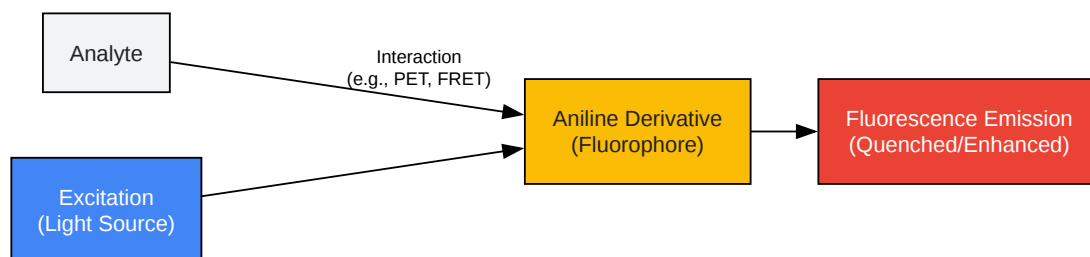 Analyte
Interaction
(e.g., PET, FRET)
Aniline Derivative
(Fluorophore)
Fluorescence Emission
(Quenched/Enhanced)
Excitation
(Light Source)